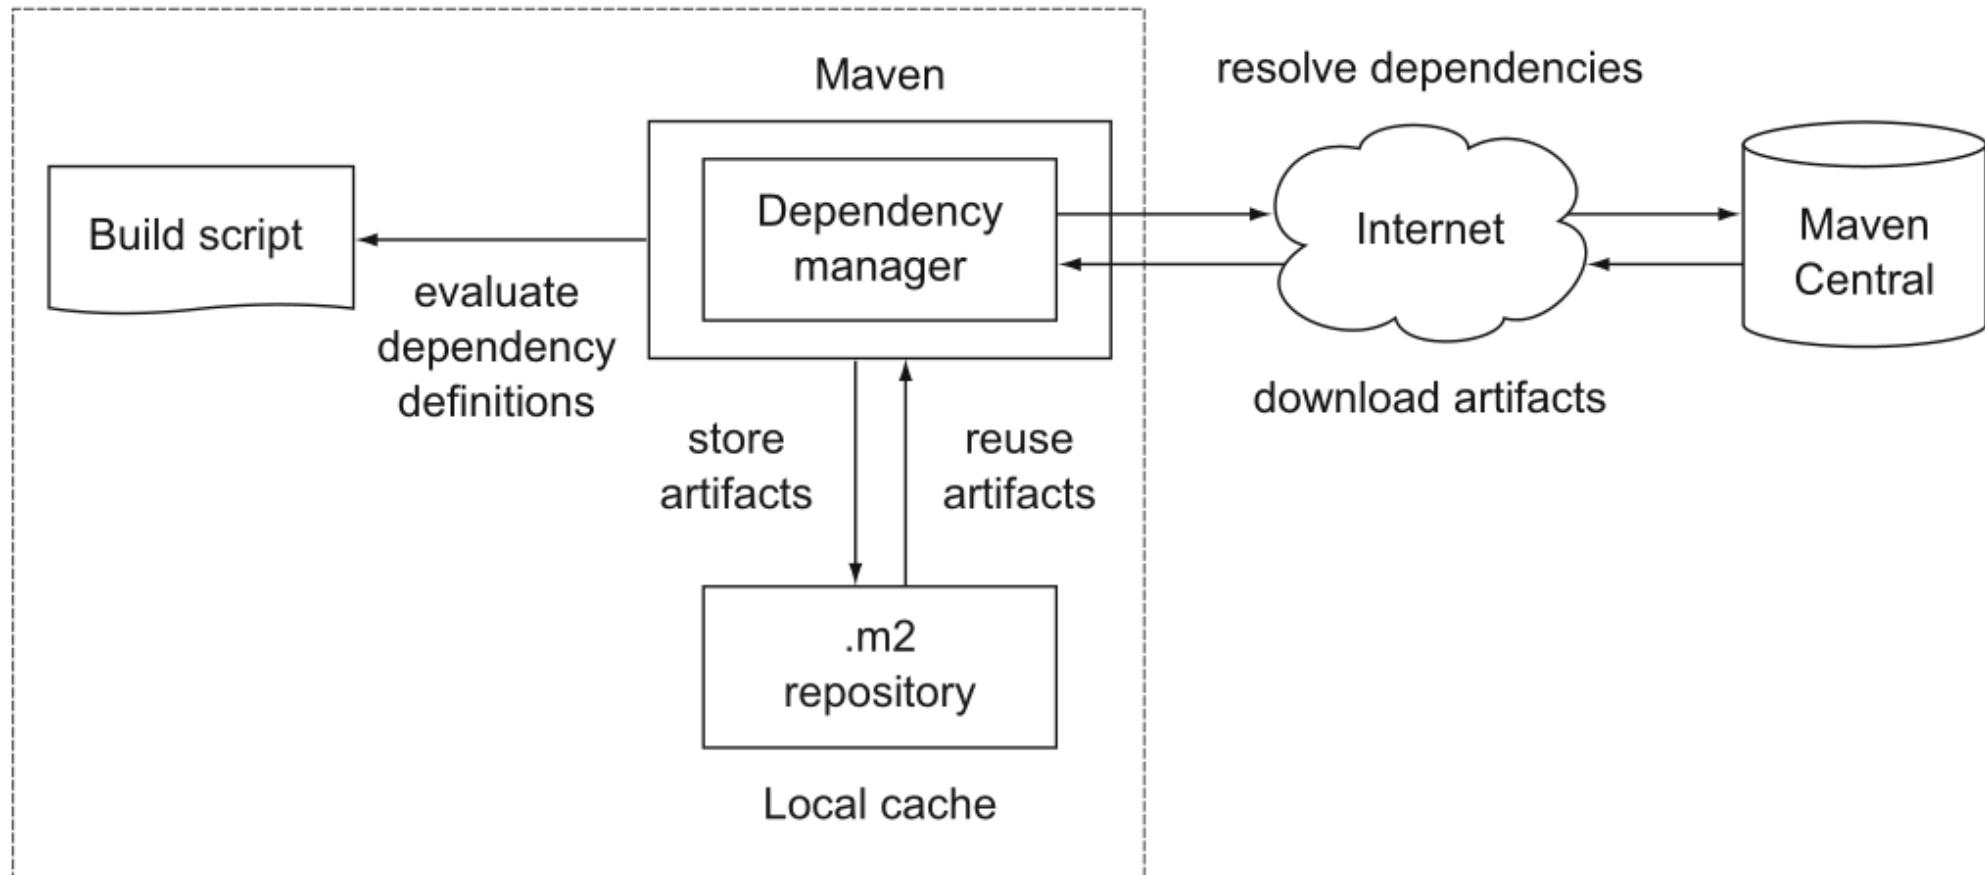 Maven
resolve dependencies
Build script
Dependency
manager
Internet
Maven
Central
evaluate
dependency
definitions
download artifacts
store
artifacts
reuse
artifacts
.m2
repository
Local cache